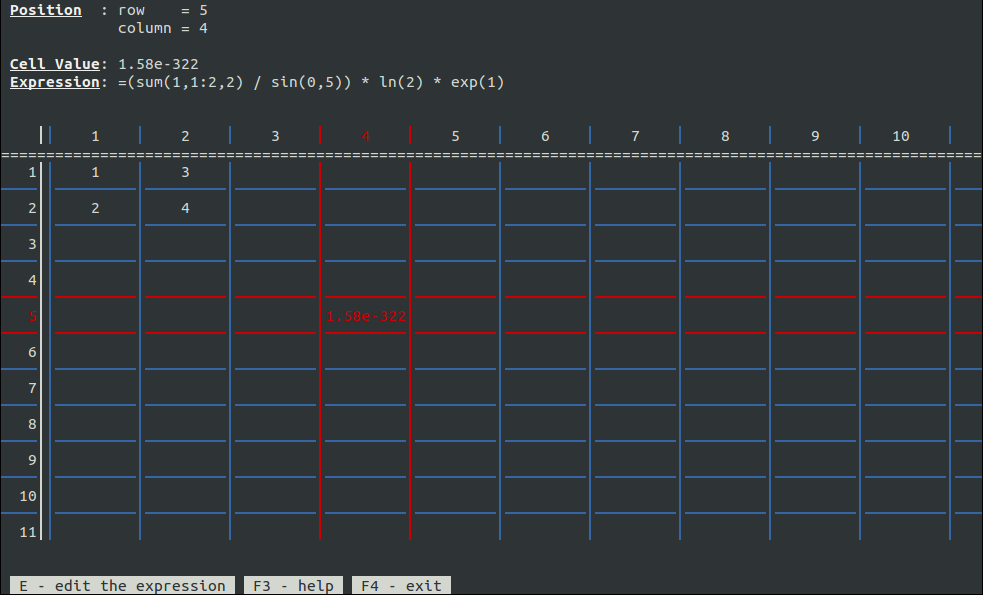 Position : row = 5
column = 4
Cell Value: 1.58e-322
Expression: =(sum(1,1:2,2) / sin(0,5)) * ln(2) * exp(1)
1 2 3 4 5 6 7 8 9 10
1 1 3
2 2 4
3
4
5 1.58e-322
6
7
8
9
10
11
E - edit the expression F3 - help F4 - exit